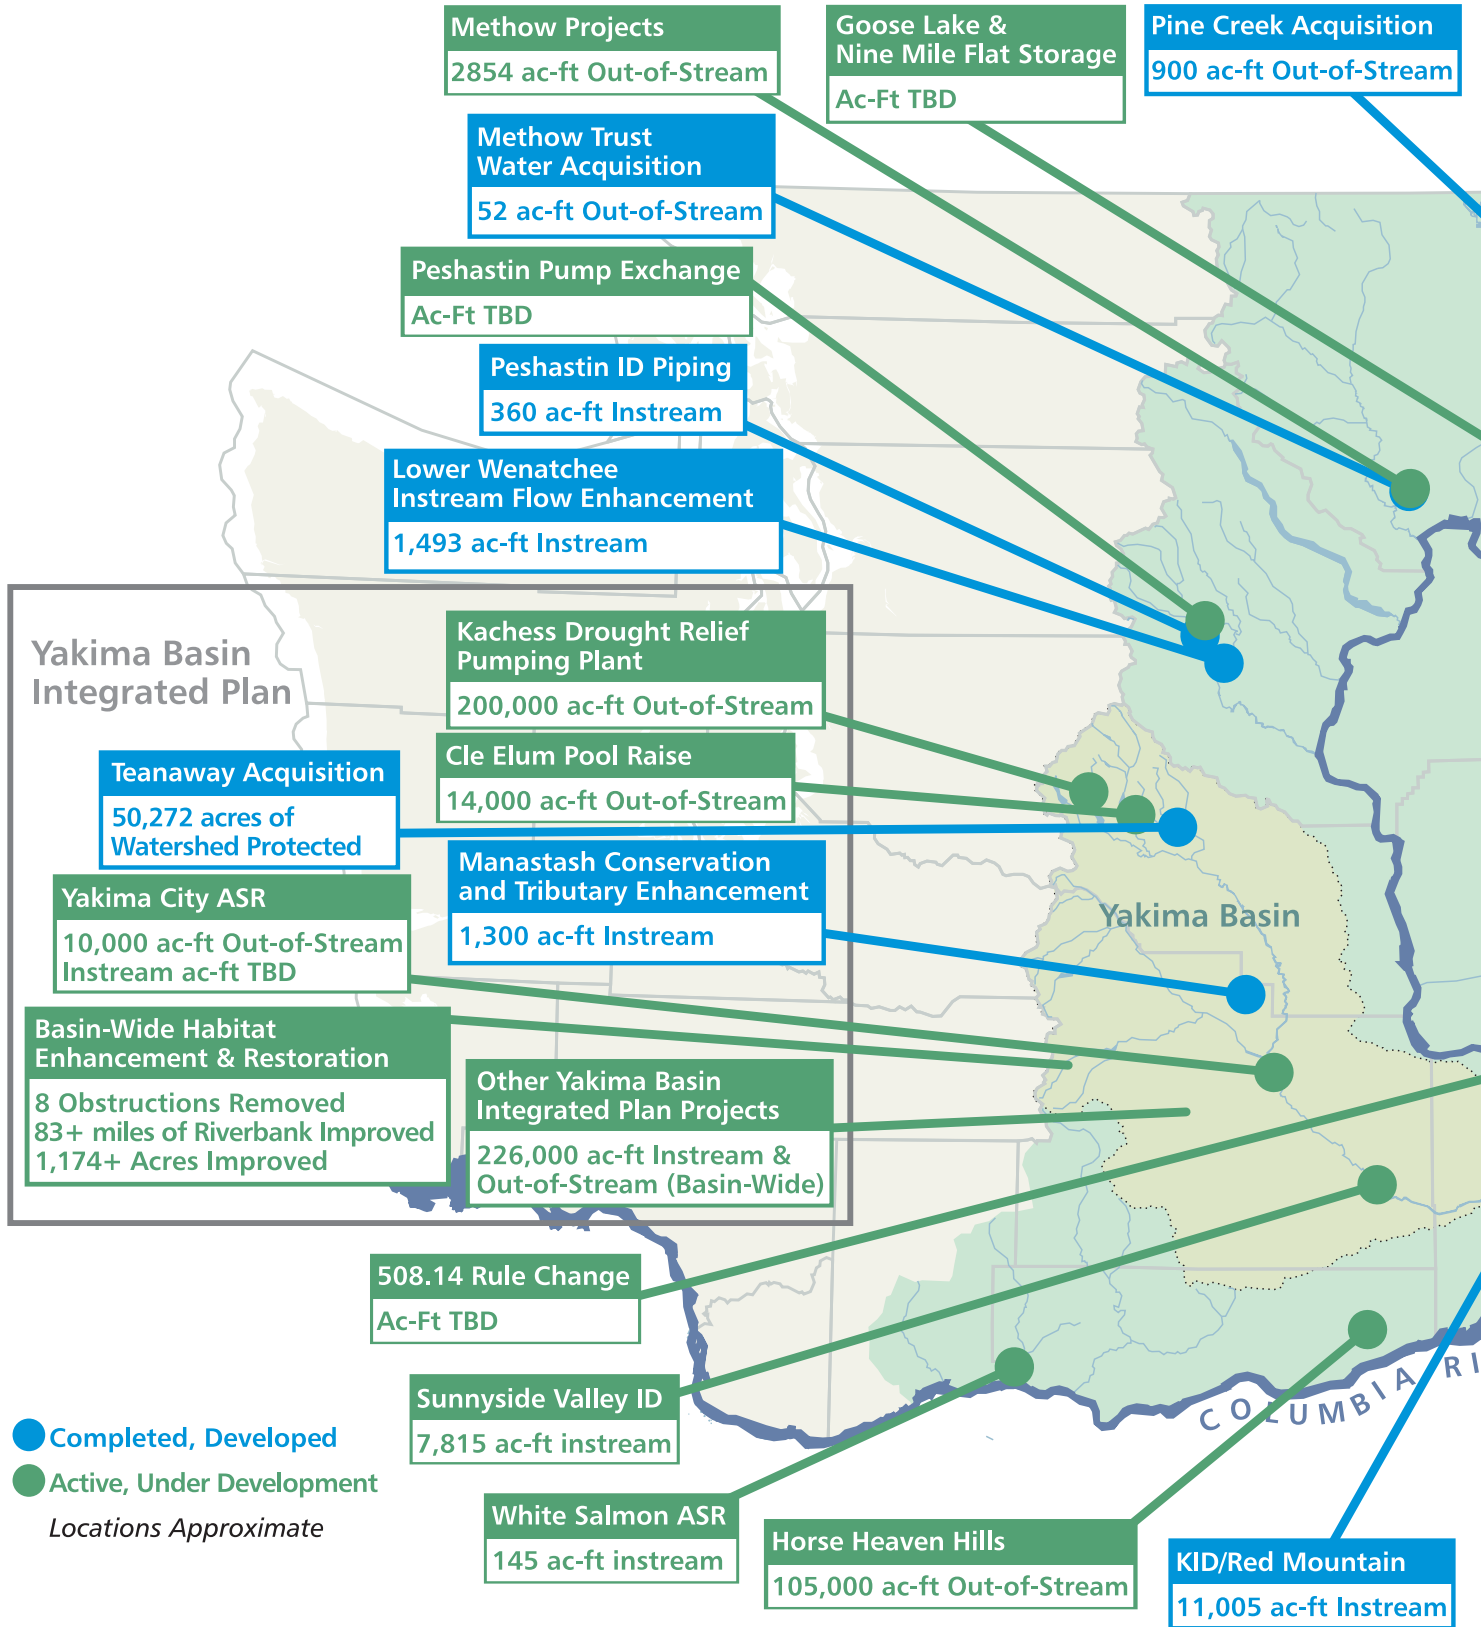 Methow Projects
2854 ac-ft Out-of-Stream
Goose Lake &
Nine Mile Flat Storage
Ac-Ft TBD
Pine Creek Acquisition
900 ac-ft Out-of-Stream
Methow Trust
Water Acquisition
52 ac-ft Out-of-Stream
Peshastin Pump Exchange
Ac-Ft TBD
Peshastin ID Piping
360 ac-ft Instream
Lower Wenatchee
Instream Flow Enhancement
1,493 ac-ft Instream
Yakima Basin
Integrated Plan
Kachess Drought Relief
Pumping Plant
200,000 ac-ft Out-of-Stream
Cle Elum Pool Raise
14,000 ac-ft Out-of-Stream
Teanaway Acquisition
50,272 acres of
Watershed Protected
Manastash Conservation
and Tributary Enhancement
1,300 ac-ft Instream
Yakima City ASR
10,000 ac-ft Out-of-Stream
Instream ac-ft TBD
Basin-Wide Habitat
Enhancement & Restoration
8 Obstructions Removed
83+ miles of Riverbank Improved
1,174+ Acres Improved
Other Yakima Basin
Integrated Plan Projects
226,000 ac-ft Instream &
Out-of-Stream (Basin-Wide)
Yakima Basin
508.14 Rule Change
Ac-Ft TBD
Sunnyside Valley ID
7,815 ac-ft instream
White Salmon ASR
145 ac-ft instream
Horse Heaven Hills
105,000 ac-ft Out-of-Stream
KID/Red Mountain
11,005 ac-ft Instream
COLUMBIA RI
Completed, Developed
Active, Under Development
Locations Approximate